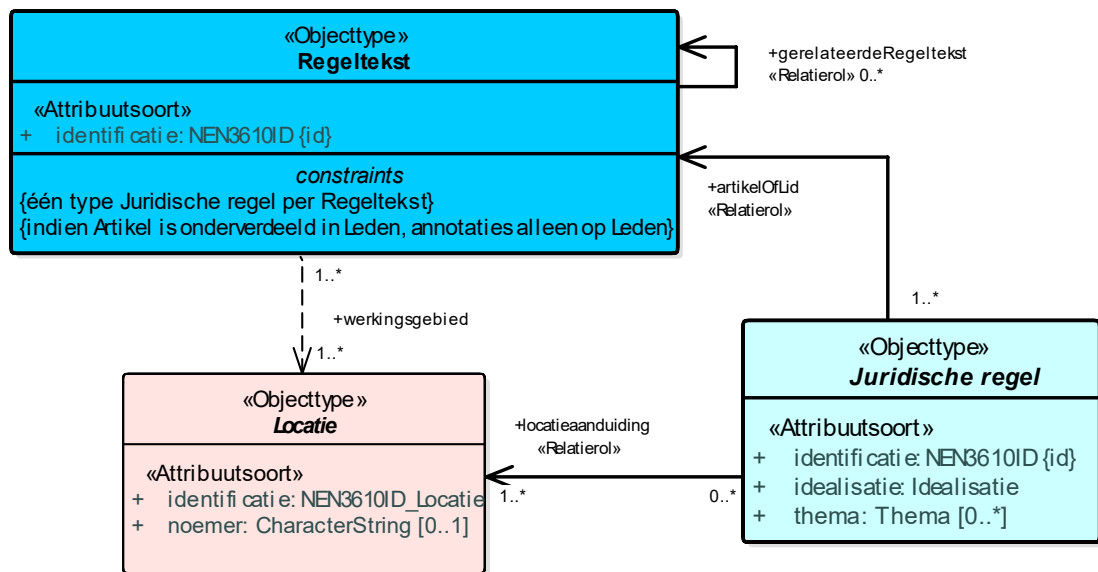 «Objecttype»
Regeltekst
«Attribuutsoort»
+ identificatie: NEN3610ID {id}
constraints
{één type Juridische regel per Regeltekst}
{indien Artikel is onderverdeeld in Leden, annotaties alleen op Leden}
+gerelateerdeRegeltekst
«Relatierol» 0..*
+artikelOfLid
«Relatierol»
1..*
1..*
+werkingsgebied
1..*
«Objecttype»
Locatie
«Attribuutsoort»
+ identificatie: NEN3610ID_Locatie
+ noemer: CharacterString [0..1]
+locatieaanduiding
«Relatierol»
1..*
0..*
«Objecttype»
Juridische regel
«Attribuutsoort»
+ identificatie: NEN3610ID {id}
+ idealisatie: Idealisatie
+ thema: Thema [0..*]